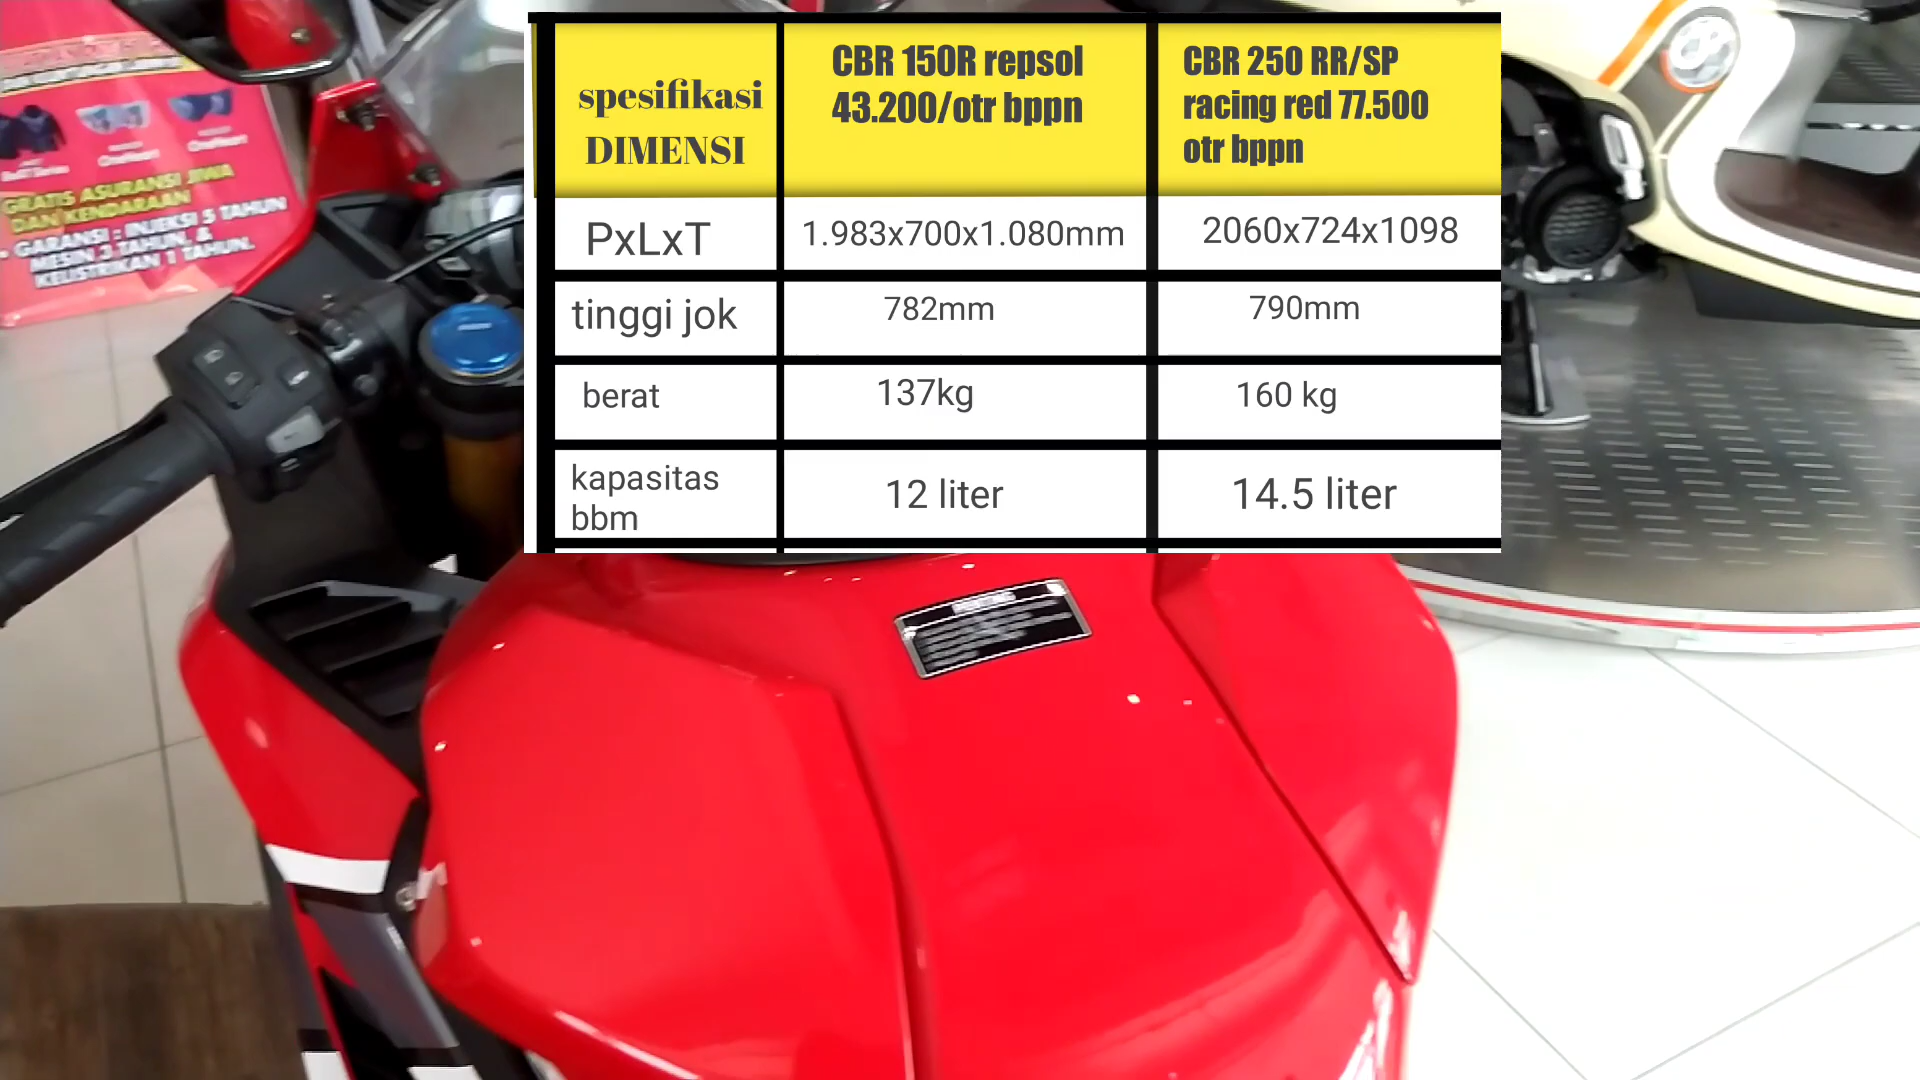 spesifikasi
DIMENSI
CBR 150R repsol
43.200/otr bppn
CBR 250 RR/SP
racing red 77.500
otr bppn
PxLxT
1.983x700x1.080mm
2060x724x1098
tinggi jok
782mm
790mm
berat
137kg
160 kg
kapasitas
bbm
12 liter
14.5 liter
GRATIS ASURANSI JIWA
DAN KENDARAAN
- GARANSI : INJEKSI 5 TAHUN
MESIN 3 TAHUN, &
KELISTRIKAN 1 TAHUN.